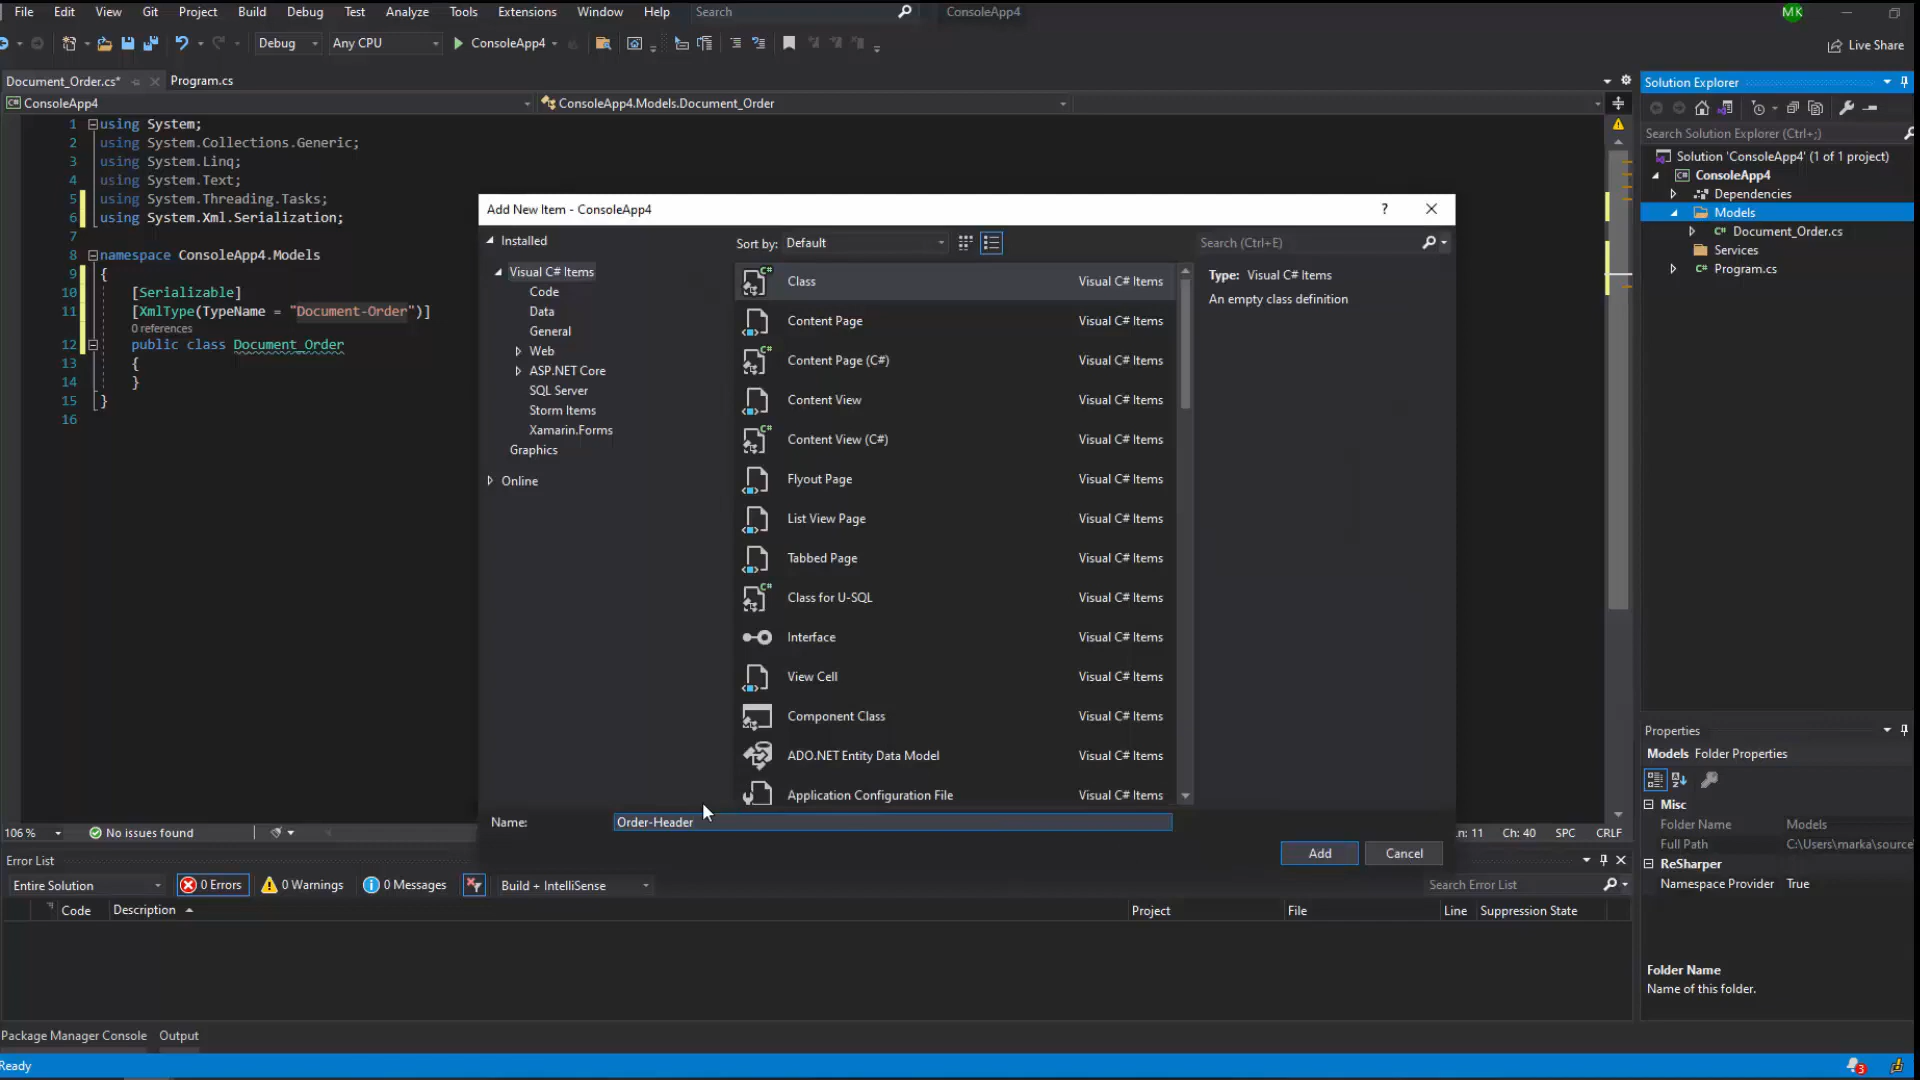 File Edit View Git Project Build Debug Test Analyze Tools Extensions Window Help Search ConsoleApp4 MK
Debug Any CPU ConsoleApp4 Live Share
Document_Order.cs* Program.cs
ConsoleApp4 ConsoleApp4.Models.Document_Order
1 using System;
2 using System.Collections.Generic;
3 using System.Linq;
4 using System.Text;
5 using System.Threading.Tasks;
6 using System.Xml.Serialization;
7
8 namespace ConsoleApp4.Models
9 {
10 [Serializable]
11 [XmlType(TypeName = "Document-Order")]
0 references
12 public class Document_Order
13 {
14 }
15 }
16
Add New Item - ConsoleApp4 ?
Installed
Visual C# Items
Code
Data
General
Web
ASP.NET Core
SQL Server
Storm Items
Xamarin.Forms
Graphics
Online
Sort by: Default
Search (Ctrl+E)
Class Visual C# Items
Content Page Visual C# Items
Content Page (C#) Visual C# Items
Content View Visual C# Items
Content View (C#) Visual C# Items
Flyout Page Visual C# Items
List View Page Visual C# Items
Tabbed Page Visual C# Items
Class for U-SQL Visual C# Items
Interface Visual C# Items
View Cell Visual C# Items
Component Class Visual C# Items
ADO.NET Entity Data Model Visual C# Items
Application Configuration File Visual C# Items
Type: Visual C# Items
An empty class definition
Name: Order-Header
Add Cancel
Solution Explorer
Search Solution Explorer (Ctrl+;)
Solution 'ConsoleApp4' (1 of 1 project)
ConsoleApp4
Dependencies
Models
Document_Order.cs
Services
Program.cs
Properties
Models Folder Properties
Misc
Folder Name Models
Full Path C:\Users\marka\source
ReSharper
Namespace Provider True
Folder Name
Name of this folder.
106 % No issues found Ln: 11 Ch: 40 SPC CRLF
Error List
Entire Solution 0 Errors 0 Warnings 0 Messages Build + IntelliSense Search Error List
Code Description Project File Line Suppression State
Package Manager Console Output
Ready 3